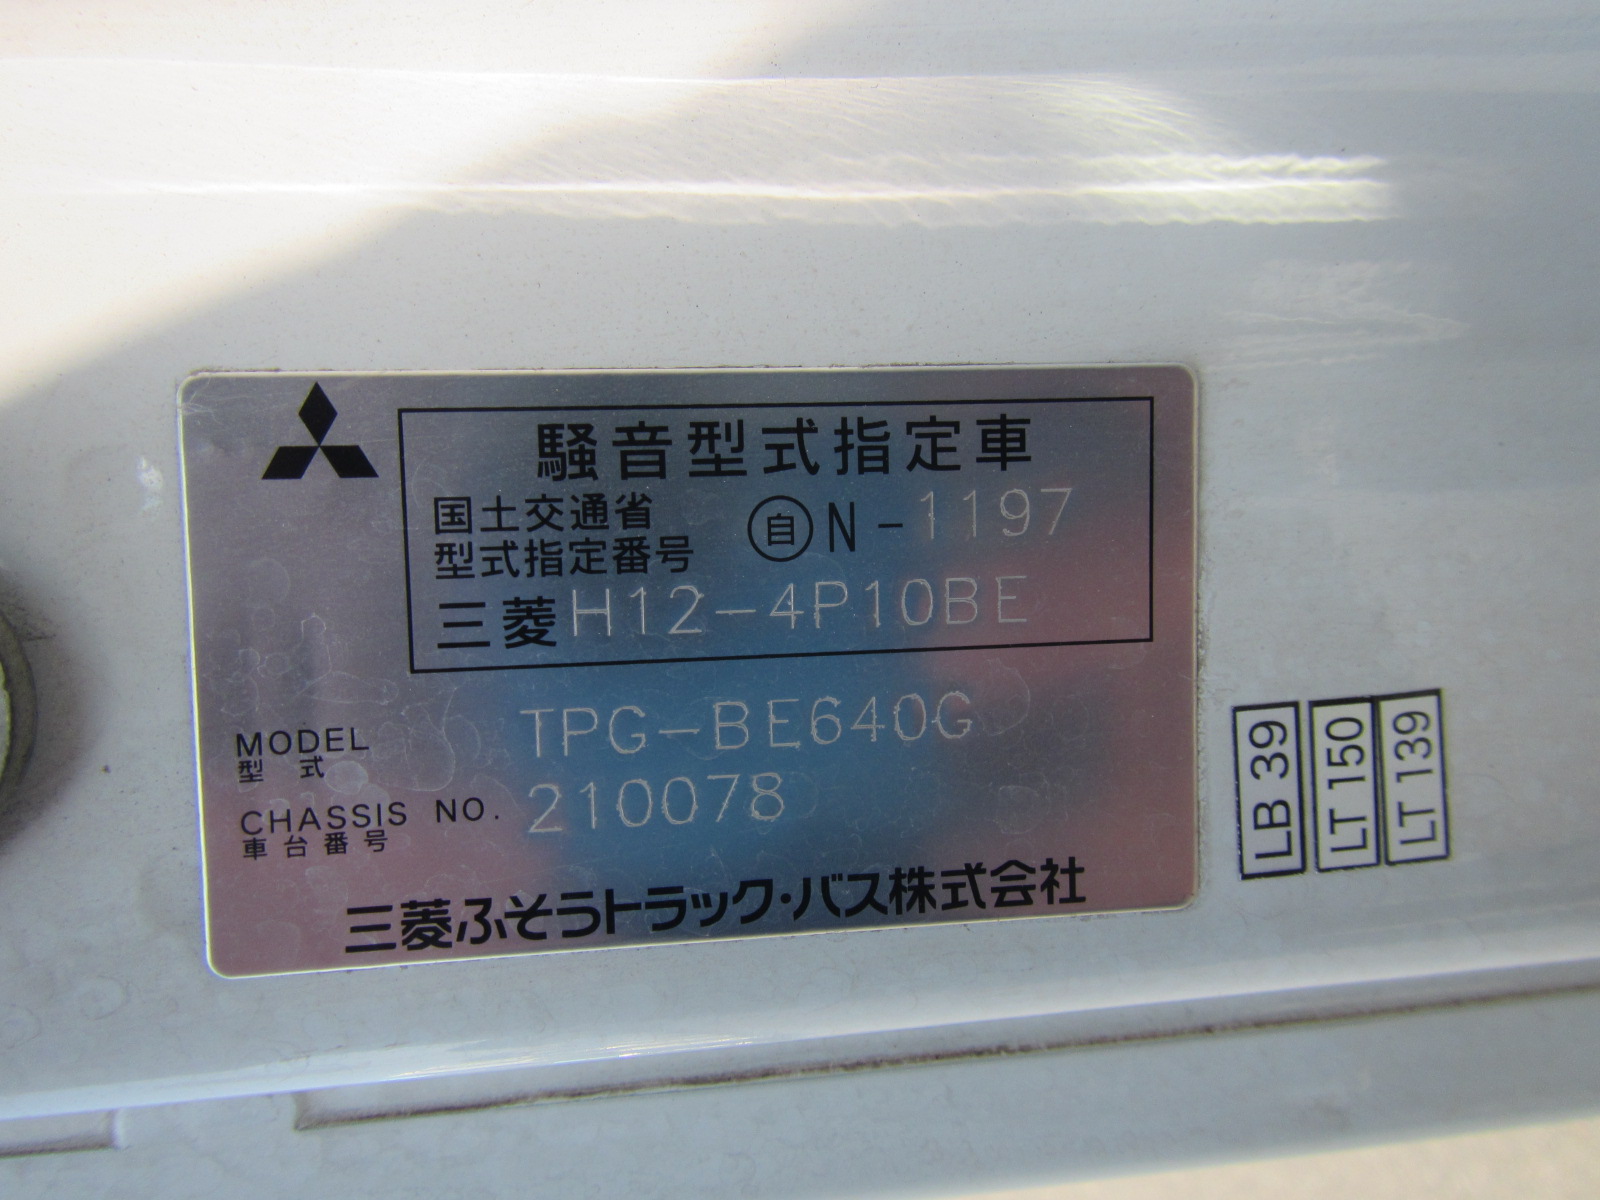 騒音型式指定車
国土交通省
型式指定番号 自 N-1197
三菱 H12-4P10BE
MODEL
型式 TPG-BE640G
CHASSIS NO.
車台番号 210078
三菱ふそうトラック・バス株式会社
LB 39
LT 150
LT 139